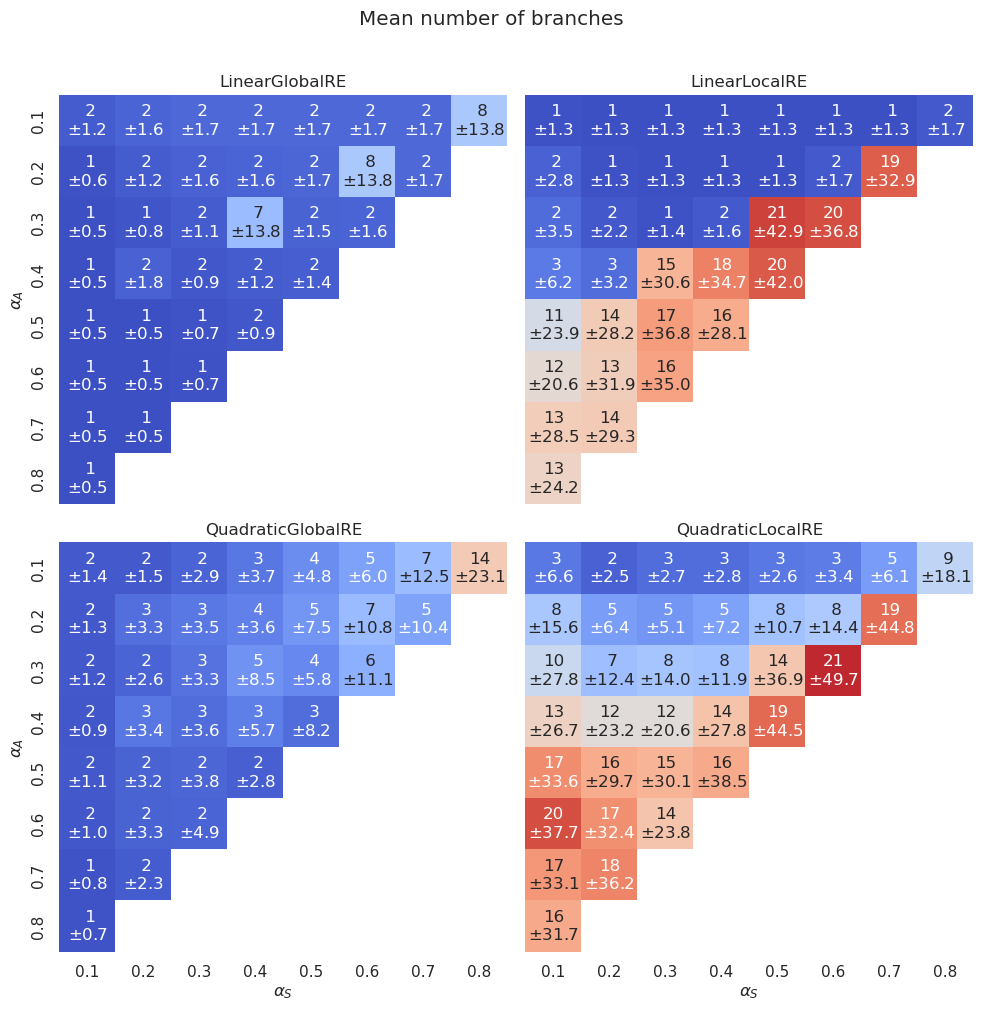 Mean number of branches
LinearGlobalRE
LinearLocalRE
0.1 2 2 2 2 2 2 2 8 1 1 1 1 1 1 1 2
±1.2 ±1.6 ±1.7 ±1.7 ±1.7 ±1.7 ±1.7 ±13.8 ±1.3 ±1.3 ±1.3 ±1.3 ±1.3 ±1.3 ±1.3 ±1.7
0.2 1 2 2 2 2 8 2 2 1 1 1 1 2 19
±0.6 ±1.2 ±1.6 ±1.6 ±1.7 ±13.8 ±1.7 ±2.8 ±1.3 ±1.3 ±1.3 ±1.3 ±1.7 ±32.9
0.3 1 1 2 7 2 2 2 2 1 2 21 20
±0.5 ±0.8 ±1.1 ±13.8 ±1.5 ±1.6 ±3.5 ±2.2 ±1.4 ±1.6 ±42.9 ±36.8
0.4 1 2 2 2 2 3 3 15 18 20
±0.5 ±1.8 ±0.9 ±1.2 ±1.4 ±6.2 ±3.2 ±30.6 ±34.7 ±42.0
α_A
0.5 1 1 1 2 11 14 17 16
±0.5 ±0.5 ±0.7 ±0.9 ±23.9 ±28.2 ±36.8 ±28.1
0.6 1 1 1 12 13 16
±0.5 ±0.5 ±0.7 ±20.6 ±31.9 ±35.0
0.7 1 1 13 14
±0.5 ±0.5 ±28.5 ±29.3
0.8 1 13
±0.5 ±24.2
QuadraticGlobalRE
QuadraticLocalRE
0.1 2 2 2 3 4 5 7 14 3 2 3 3 3 3 5 9
±1.4 ±1.5 ±2.9 ±3.7 ±4.8 ±6.0 ±12.5 ±23.1 ±6.6 ±2.5 ±2.7 ±2.8 ±2.6 ±3.4 ±6.1 ±18.1
0.2 2 3 3 4 5 7 5 8 5 5 5 8 8 19
±1.3 ±3.3 ±3.5 ±3.6 ±7.5 ±10.8 ±10.4 ±15.6 ±6.4 ±5.1 ±7.2 ±10.7 ±14.4 ±44.8
0.3 2 2 3 5 4 6 10 7 8 8 14 21
±1.2 ±2.6 ±3.3 ±8.5 ±5.8 ±11.1 ±27.8 ±12.4 ±14.0 ±11.9 ±36.9 ±49.7
0.4 2 3 3 3 3 13 12 12 14 19
±0.9 ±3.4 ±3.6 ±5.7 ±8.2 ±26.7 ±23.2 ±20.6 ±27.8 ±44.5
α_A
0.5 2 2 2 2 17 16 15 16
±1.1 ±3.2 ±3.8 ±2.8 ±33.6 ±29.7 ±30.1 ±38.5
0.6 2 2 2 20 17 14
±1.0 ±3.3 ±4.9 ±37.7 ±32.4 ±23.8
0.7 1 2 17 18
±0.8 ±2.3 ±33.1 ±36.2
0.8 1 16
±0.7 ±31.7
0.1 0.2 0.3 0.4 0.5 0.6 0.7 0.8 0.1 0.2 0.3 0.4 0.5 0.6 0.7 0.8
α_S α_S